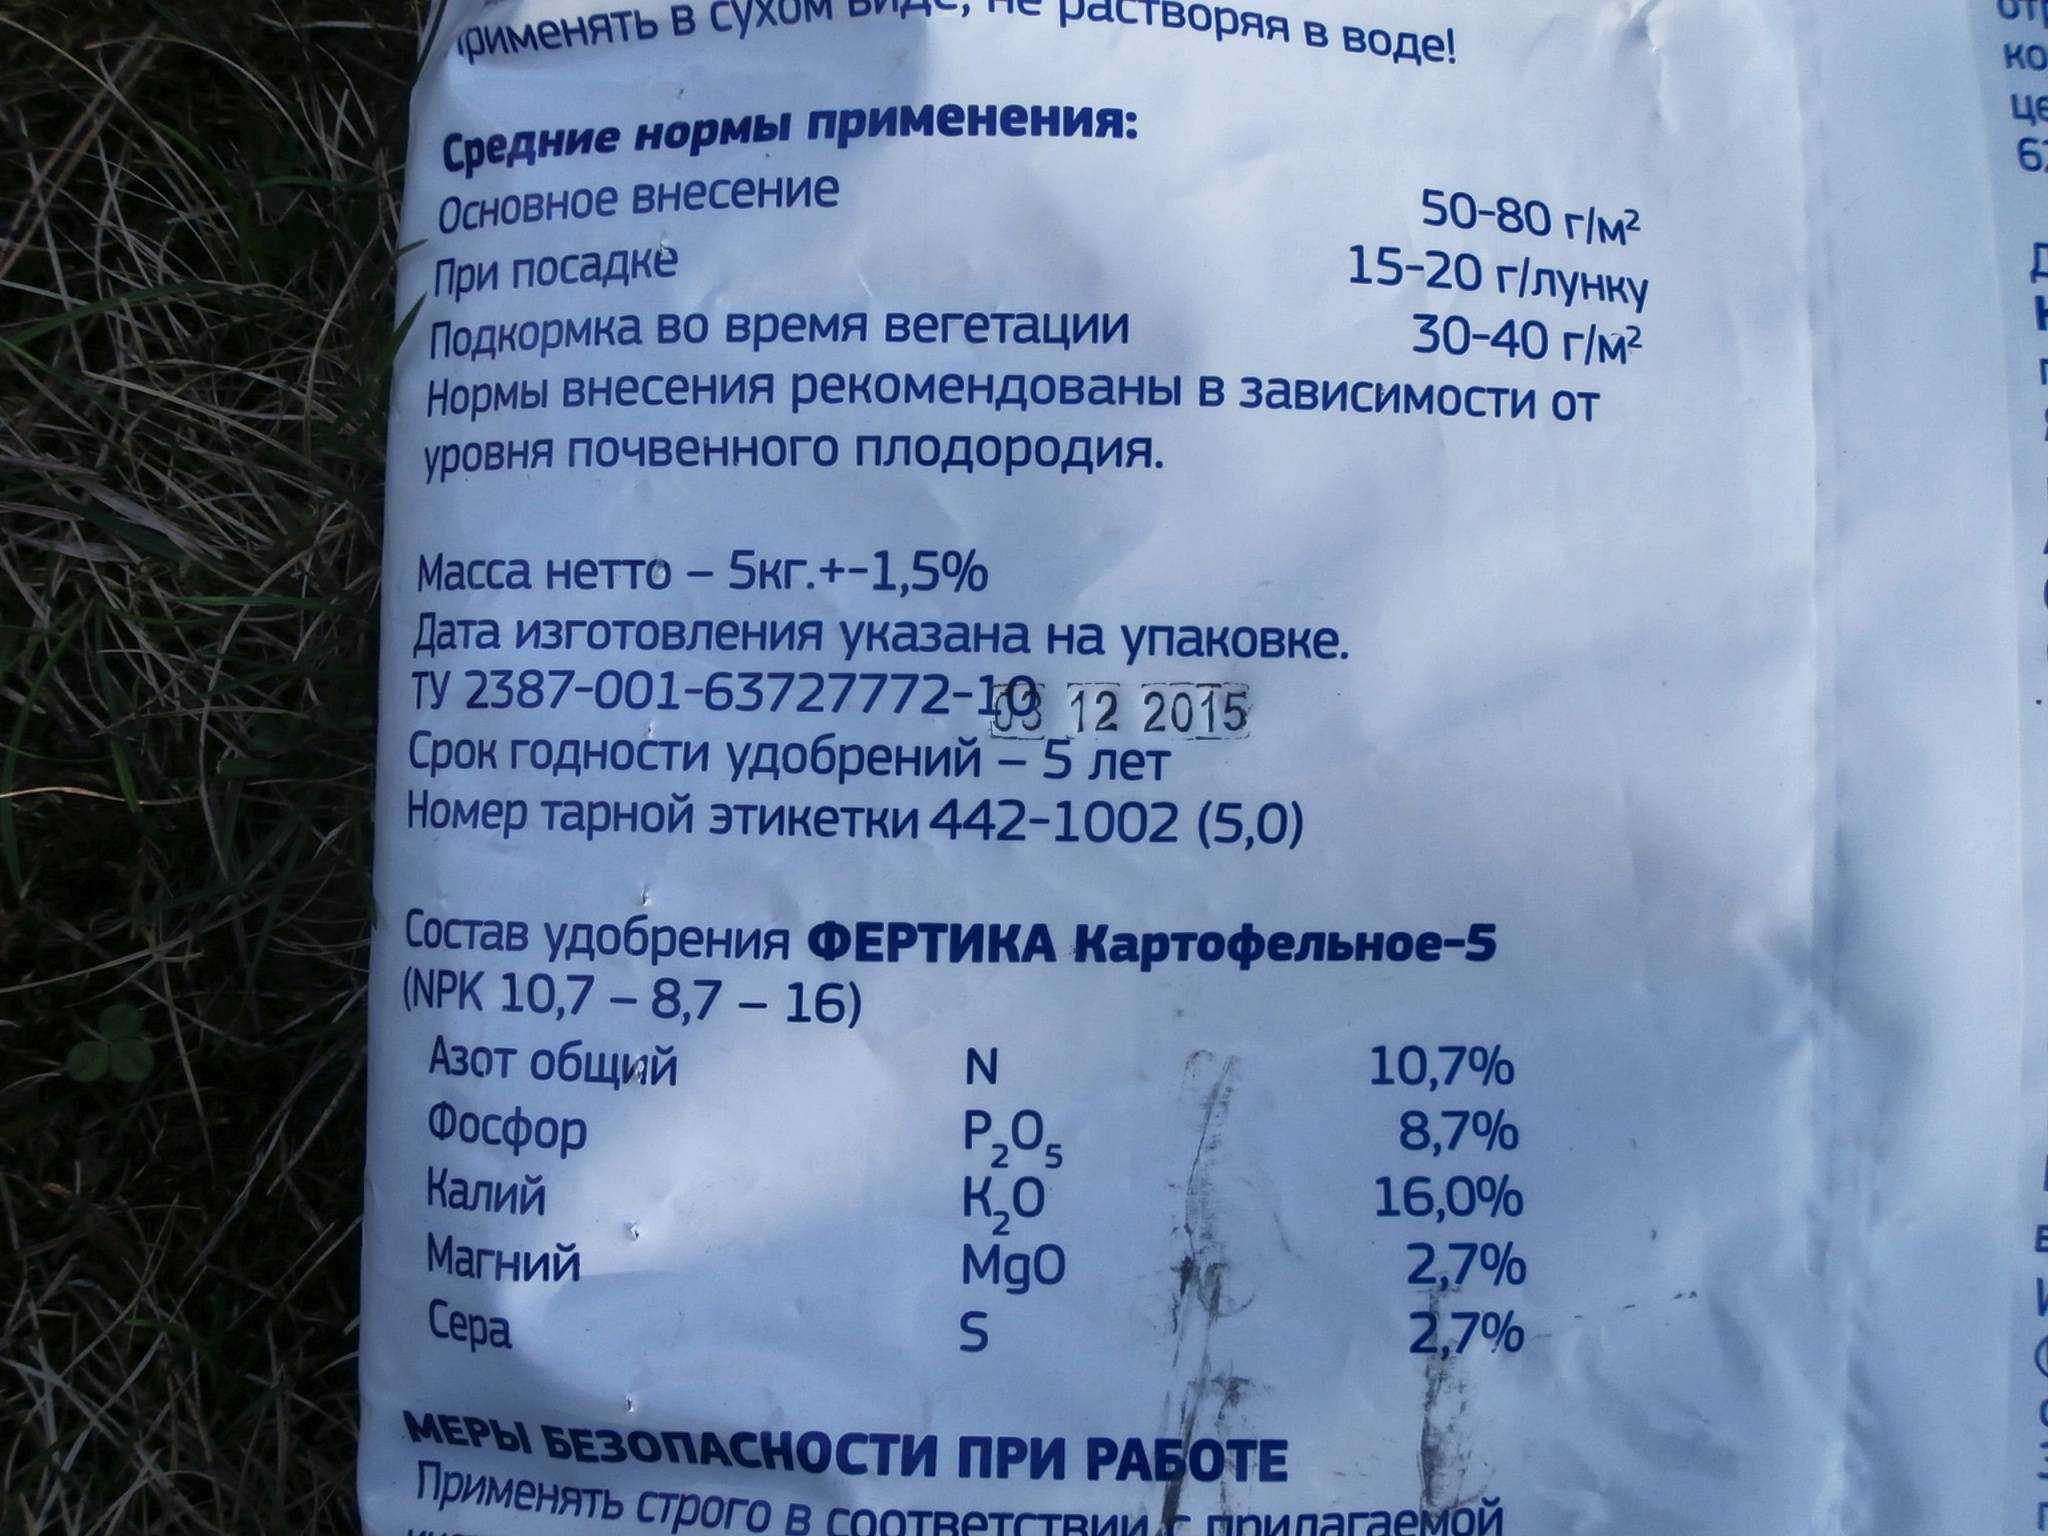 применять в сухом виде, не растворяя в воде!
Средние нормы применения:
Основное внесение 50-80 г/м²
При посадке 15-20 г/лунку
Подкормка во время вегетации 30-40 г/м²
Нормы внесения рекомендованы в зависимости от
уровня почвенного плодородия.
Масса нетто – 5кг.+-1,5%
Дата изготовления указана на упаковке.
ТУ 2387-001-63727772-10
03 12 2015
Срок годности удобрений – 5 лет
Номер тарной этикетки 442-1002 (5,0)
Состав удобрения ФЕРТИКА Картофельное-5
(NPK 10,7 – 8,7 – 16)
Азот общий N 10,7%
Фосфор P₂O₅ 8,7%
Калий K₂O 16,0%
Магний MgO 2,7%
Сера S 2,7%
МЕРЫ БЕЗОПАСНОСТИ ПРИ РАБОТЕ
Применять строго в соответствии с прилагаемой